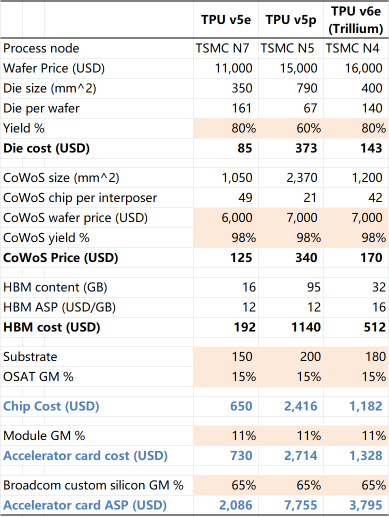 TPU v5e TPU v5p TPU v6e (Trillium)
Process node TSMC N7 TSMC N5 TSMC N4
Wafer Price (USD) 11,000 15,000 16,000
Die size (mm^2) 350 790 400
Die per wafer 161 67 140
Yield % 80% 60% 80%
Die cost (USD) 85 373 143
CoWoS size (mm^2) 1,050 2,370 1,200
CoWoS chip per interposer 49 21 42
CoWoS wafer price (USD) 6,000 7,000 7,000
CoWoS yield % 98% 98% 98%
CoWoS Price (USD) 125 340 170
HBM content (GB) 16 95 32
HBM ASP (USD/GB) 12 12 16
HBM cost (USD) 192 1140 512
Substrate 150 200 180
OSAT GM % 15% 15% 15%
Chip Cost (USD) 650 2,416 1,182
Module GM % 11% 11% 11%
Accelerator card cost (USD) 730 2,714 1,328
Broadcom custom silicon GM % 65% 65% 65%
Accelerator card ASP (USD) 2,086 7,755 3,795